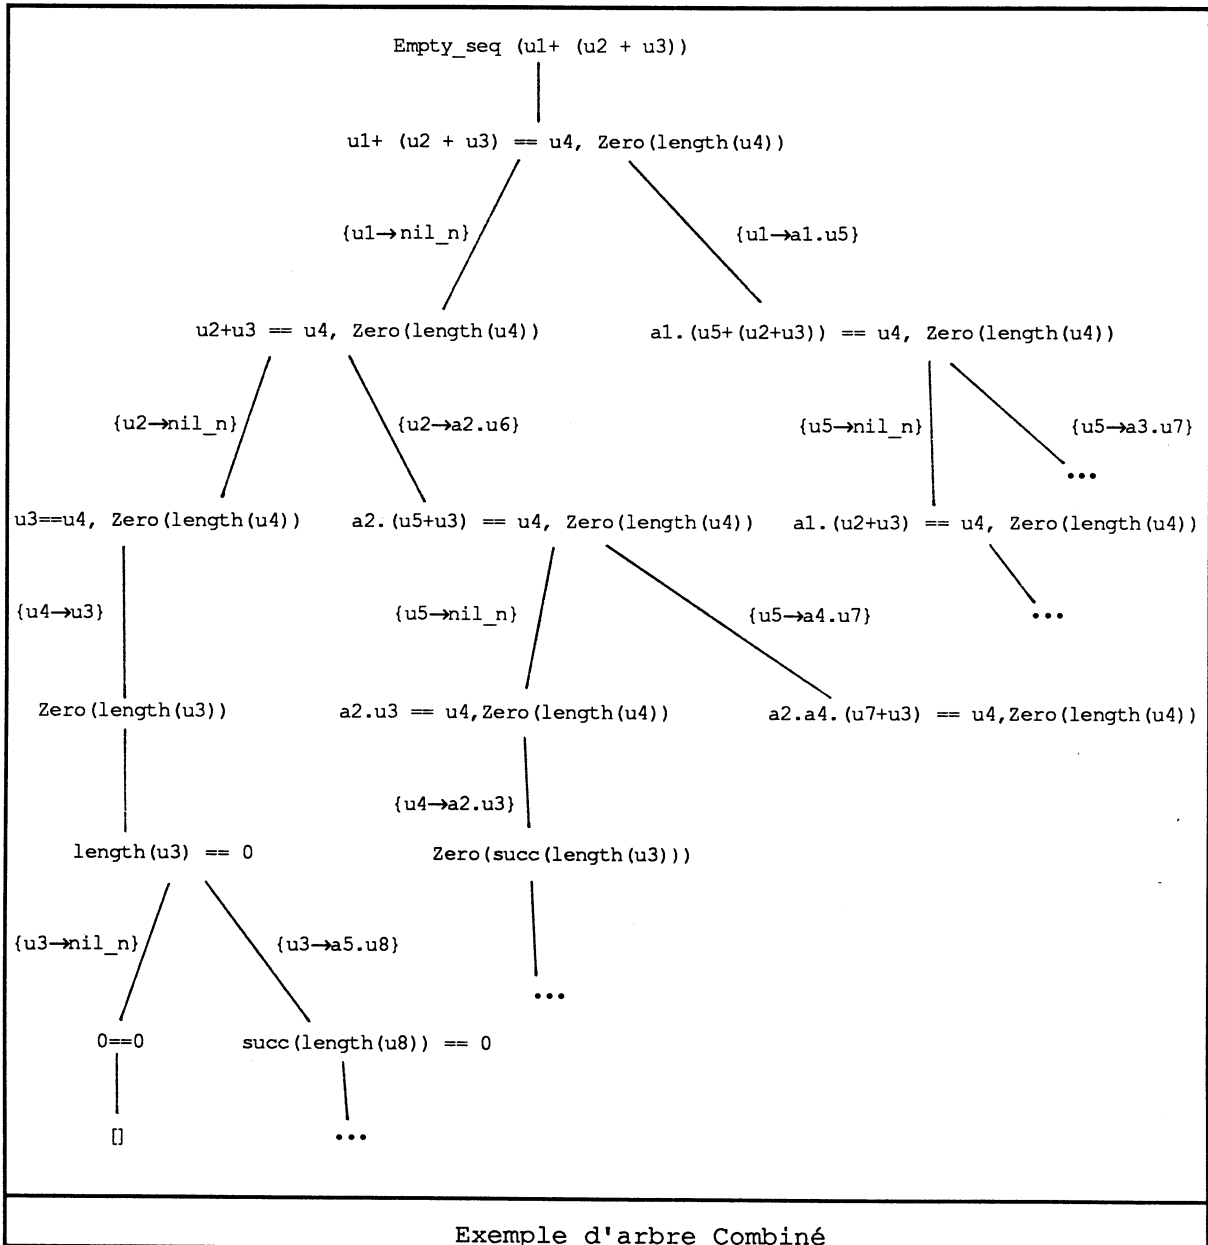 Empty_seq (u1+ (u2 + u3))
u1+ (u2 + u3) == u4, Zero(length(u4))
{u1→nil_n}
{u1→a1.u5}
u2+u3 == u4, Zero(length(u4))
a1.(u5+(u2+u3)) == u4, Zero(length(u4))
{u2→nil_n}
{u2→a2.u6}
{u5→nil_n}
{u5→a3.u7}
•••
u3==u4, Zero(length(u4))
a2.(u5+u3) == u4, Zero(length(u4))
a1.(u2+u3) == u4, Zero(length(u4))
{u4→u3}
{u5→nil_n}
{u5→a4.u7}
•••
Zero(length(u3))
a2.u3 == u4,Zero(length(u4))
a2.a4.(u7+u3) == u4,Zero(length(u4))
{u4→a2.u3}
length(u3) == 0
Zero(succ(length(u3)))
{u3→nil_n}
{u3→a5.u8}
•••
0==0
succ(length(u8)) == 0
[]
•••
Exemple d'arbre Combiné